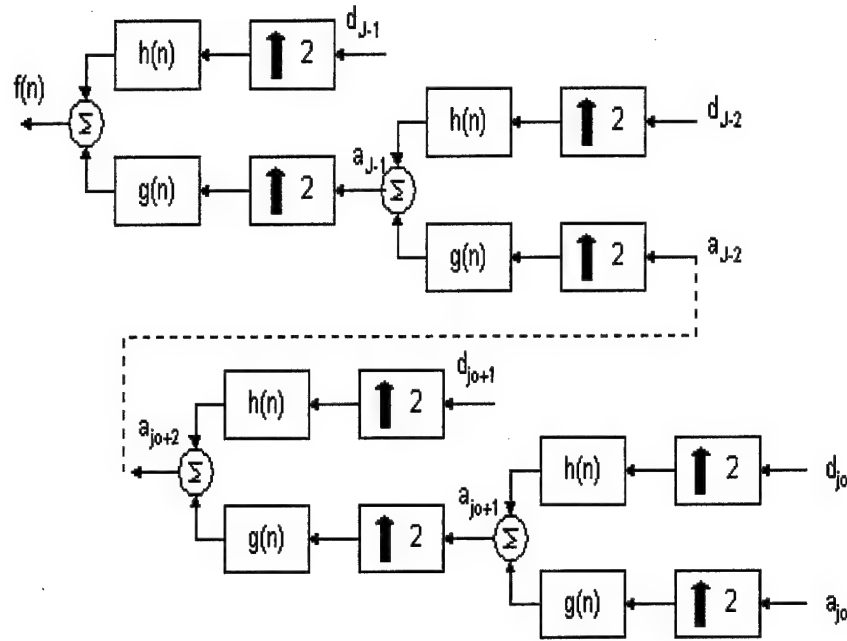 d_{J-1}
h(n) 2
f(n)
Σ
h(n) 2 d_{J-2}
a_{J-1}
g(n) 2 Σ
g(n) 2 a_{J-2}
d_{jo+1}
h(n) 2
a_{jo+2}
Σ
h(n) 2 d_{jo}
a_{jo+1}
g(n) 2 Σ
g(n) 2 a_{jo}